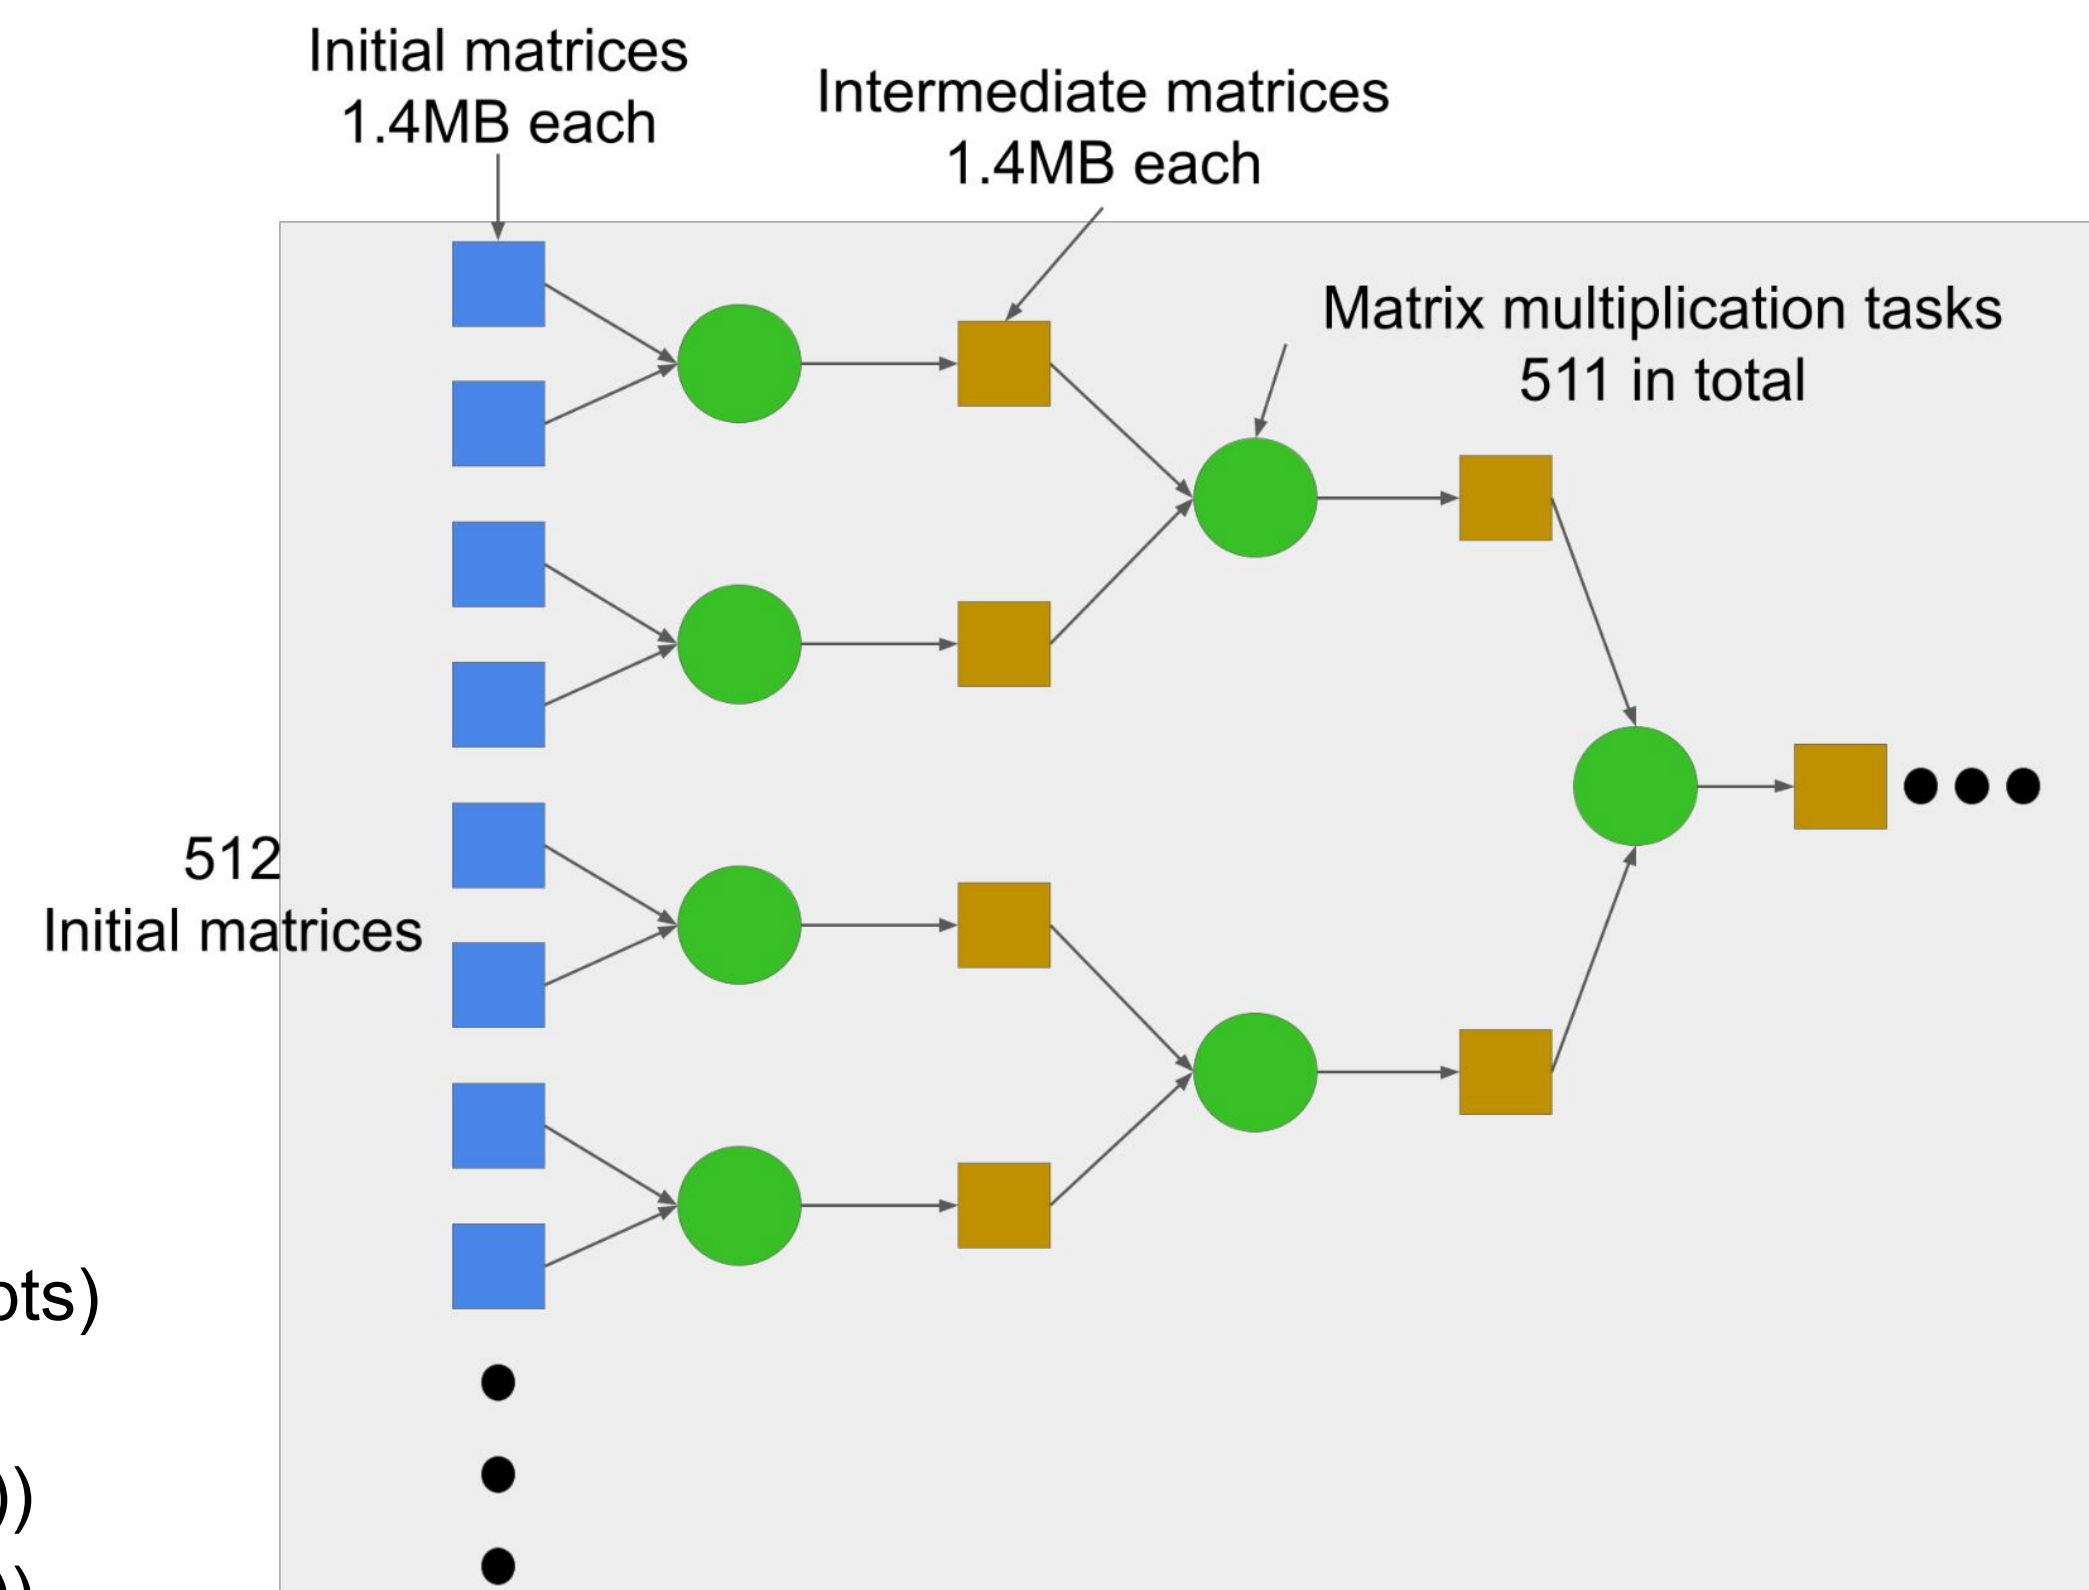 Initial matrices
1.4MB each
Intermediate matrices
1.4MB each
Matrix multiplication tasks
511 in total
512
Initial matrices
))